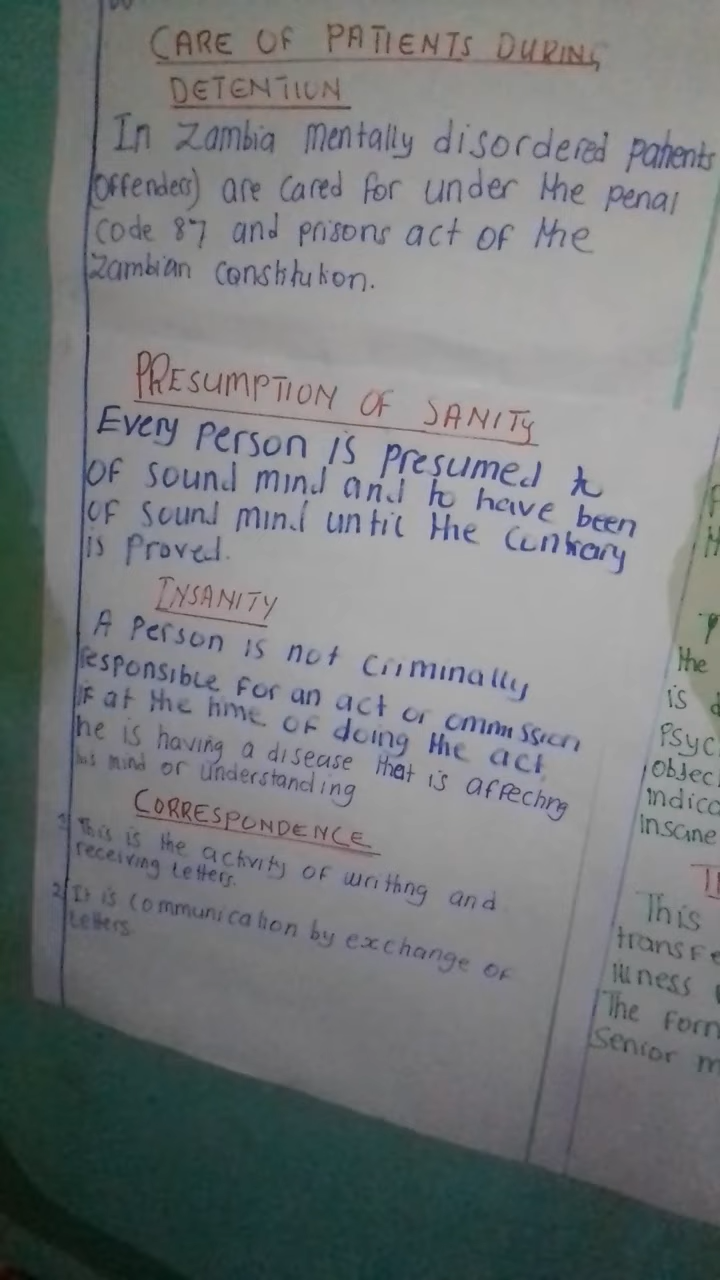 CARE OF PATIENTS DURING
DETENTION
In Zambia mentally disordered patients
(offenders) are cared for under the penal
code 87 and prisons act of the
Zambian constitution.
PRESUMPTION OF SANITY
Every person is presumed to
of sound mind and to have been
of sound mind until the contrary
is proved.
INSANITY
A person is not criminally
responsible for an act or ommission
if at the time of doing the act
he is having a disease that is affecting
his mind or understanding
CORRESPONDENCE
1 This is the activity of writing and
receiving letters.
2 It is communication by exchange of
letters.
the
is
Psyc
objec
indica
insane
This
transfe
illness
The form
Senior m